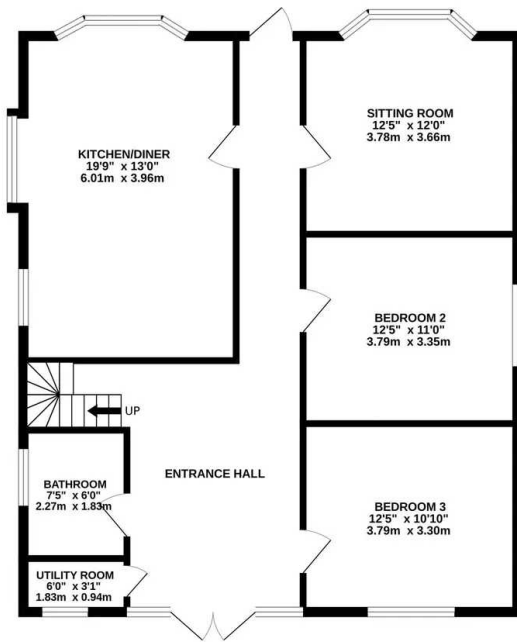 SITTING ROOM
12'5" x 12'0"
3.78m x 3.66m
KITCHEN/DINER
19'9" x 13'0"
6.01m x 3.96m
BEDROOM 2
12'5" x 11'0"
3.79m x 3.35m
UP
ENTRANCE HALL
BATHROOM
7'5" x 6'0"
2.27m x 1.83m
BEDROOM 3
12'5" x 10'10"
3.79m x 3.30m
UTILITY ROOM
6'0" x 3'1"
1.83m x 0.94m